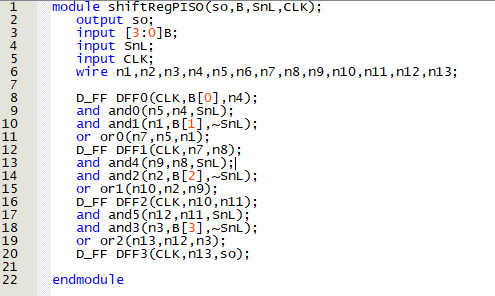 1 module shiftRegPISO(so,B,SnL,CLK);
2 output so;
3 input [3:0]B;
4 input SnL;
5 input CLK;
6 wire n1,n2,n3,n4,n5,n6,n7,n8,n9,n10,n11,n12,n13;
7
8 D_FF DFF0(CLK,B[0],n4);
9 and and0(n5,n4,SnL);
10 and and1(n1,B[1],~SnL);
11 or or0(n7,n5,n1);
12 D_FF DFF1(CLK,n7,n8);
13 and and4(n9,n8,SnL);
14 and and2(n2,B[2],~SnL);
15 or or1(n10,n2,n9);
16 D_FF DFF2(CLK,n10,n11);
17 and and5(n12,n11,SnL);
18 and and3(n3,B[3],~SnL);
19 or or2(n13,n12,n3);
20 D_FF DFF3(CLK,n13,so);
21
22 endmodule